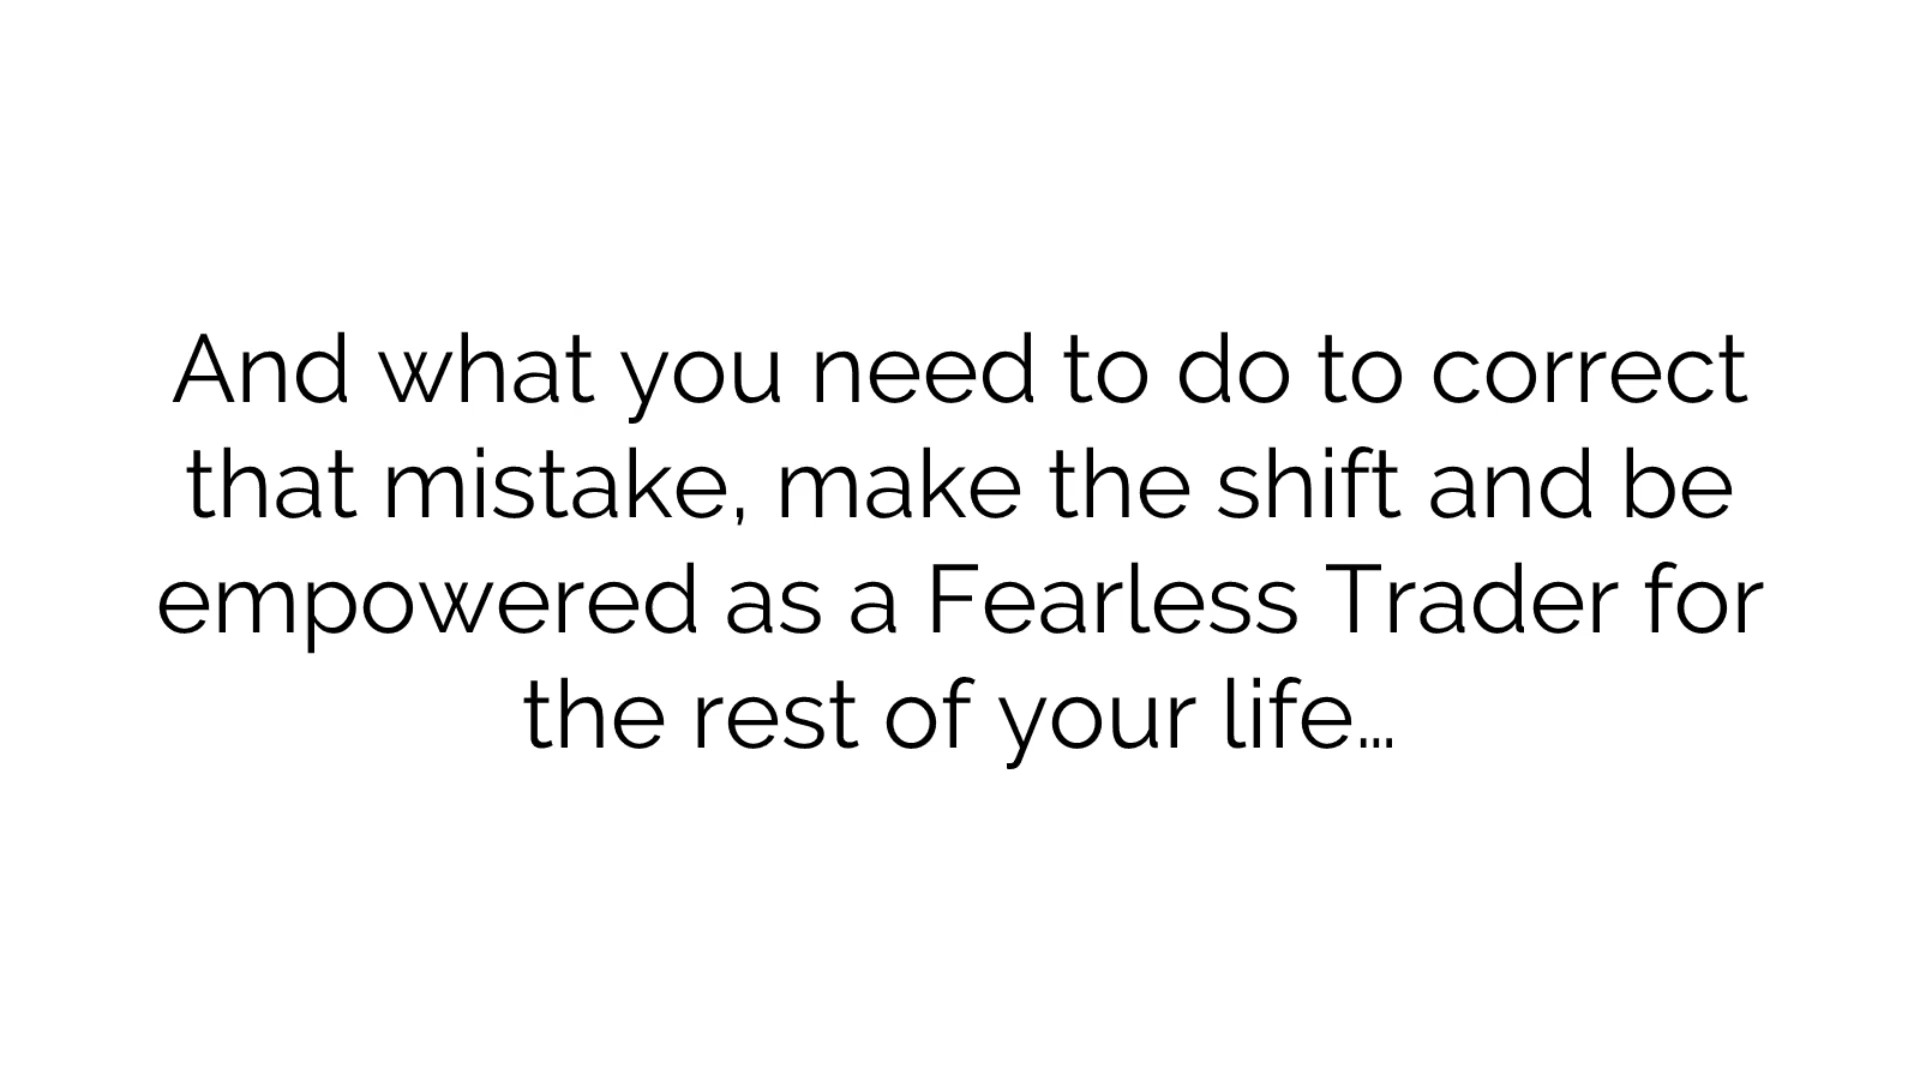 And what you need to do to correct
that mistake, make the shift and be
empowered as a Fearless Trader for
the rest of your life…